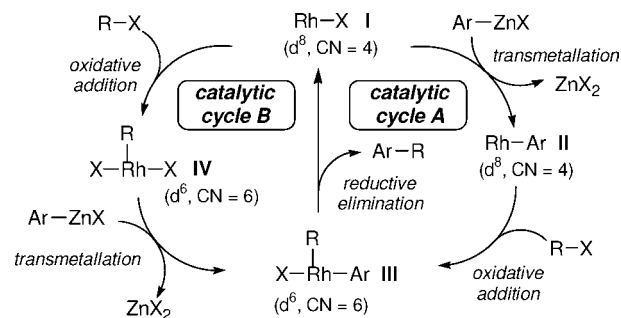 R–X
oxidative
addition
Rh–X I
(d⁸, CN = 4)
Ar–ZnX
transmetallation
ZnX₂
catalytic
cycle B
catalytic
cycle A
R
X–Rh–X IV
(d⁶, CN = 6)
Ar–R
reductive
elimination
Rh–Ar II
(d⁸, CN = 4)
Ar–ZnX
transmetallation
ZnX₂
R
X–Rh–Ar III
(d⁶, CN = 6)
R–X
oxidative
addition